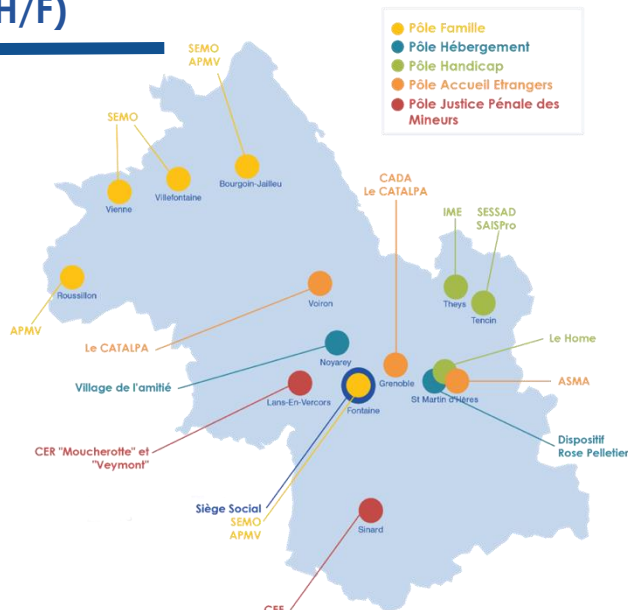 H/F)
Pôle Famille
Pôle Hébergement
Pôle Handicap
Pôle Accueil Etrangers
Pôle Justice Pénale des
Mineurs
SEMO
APMV
SEMO
Bourgoin-Jailleu
Villefontaine
Vienne
CADA
Le CATALPA
IME
SESSAD
SAISPro
Roussillon
Voiron
Theys
Tencin
APMV
Le CATALPA
Le Home
Noyarey
Village de l'amitié
Grenoble
ASMA
Lans-En-Vercors
Fontaine
St Martin d'Hères
CER "Moucherotte" et
"Veymont"
Dispositif
Rose Pelletier
Siège Social
SEMO
APMV
Sinard